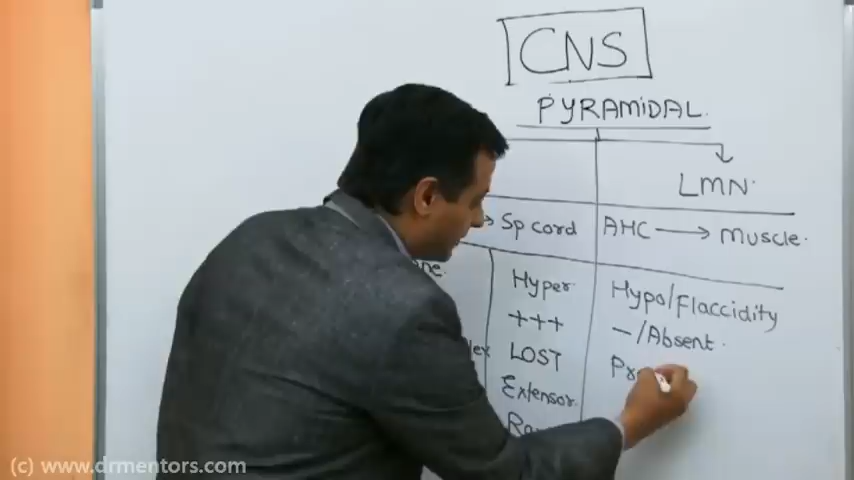 CNS
PYRAMIDAL
LMN
Sp cord AHC → Muscle
Hyper Hypo/Flaccidity
+++ -/Absent
LOST
Extensor
(c) www.drmentors.com